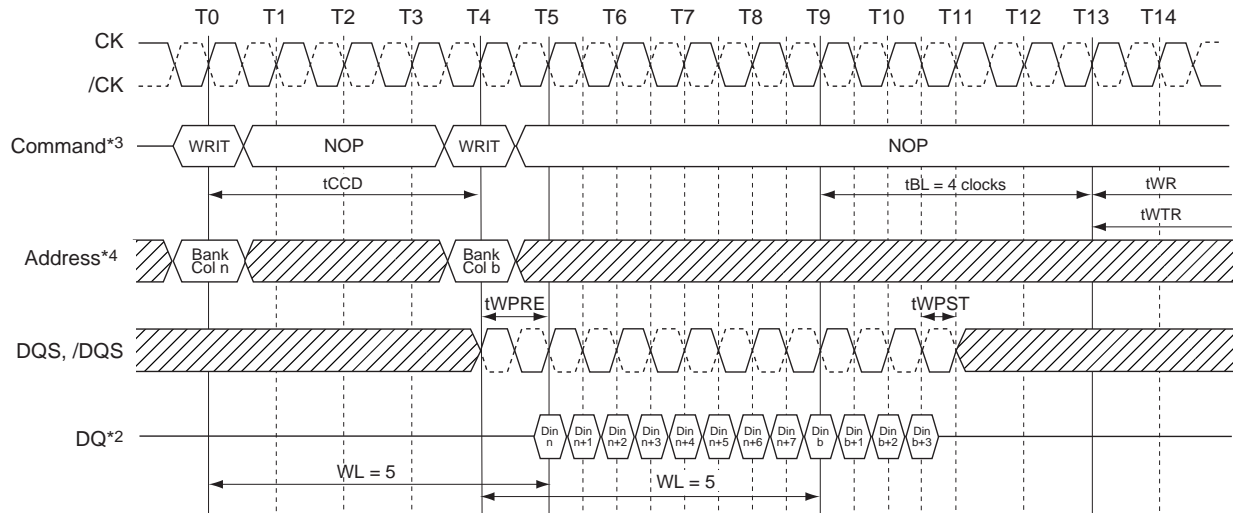 T0 T1 T2 T3 T4 T5 T6 T7 T8 T9 T10 T11 T12 T13 T14
CK
/CK
Command*3 WRIT NOP WRIT NOP
tCCD tBL = 4 clocks tWR
tWTR
Address*4 Bank Col n Bank Col b
tWPRE tWPST
DQS, /DQS
DQ*2 Din n Din n+1 Din n+2 Din n+3 Din n+4 Din n+5 Din n+6 Din n+7 Din b Din b+1 Din b+2 Din b+3
WL = 5 WL = 5